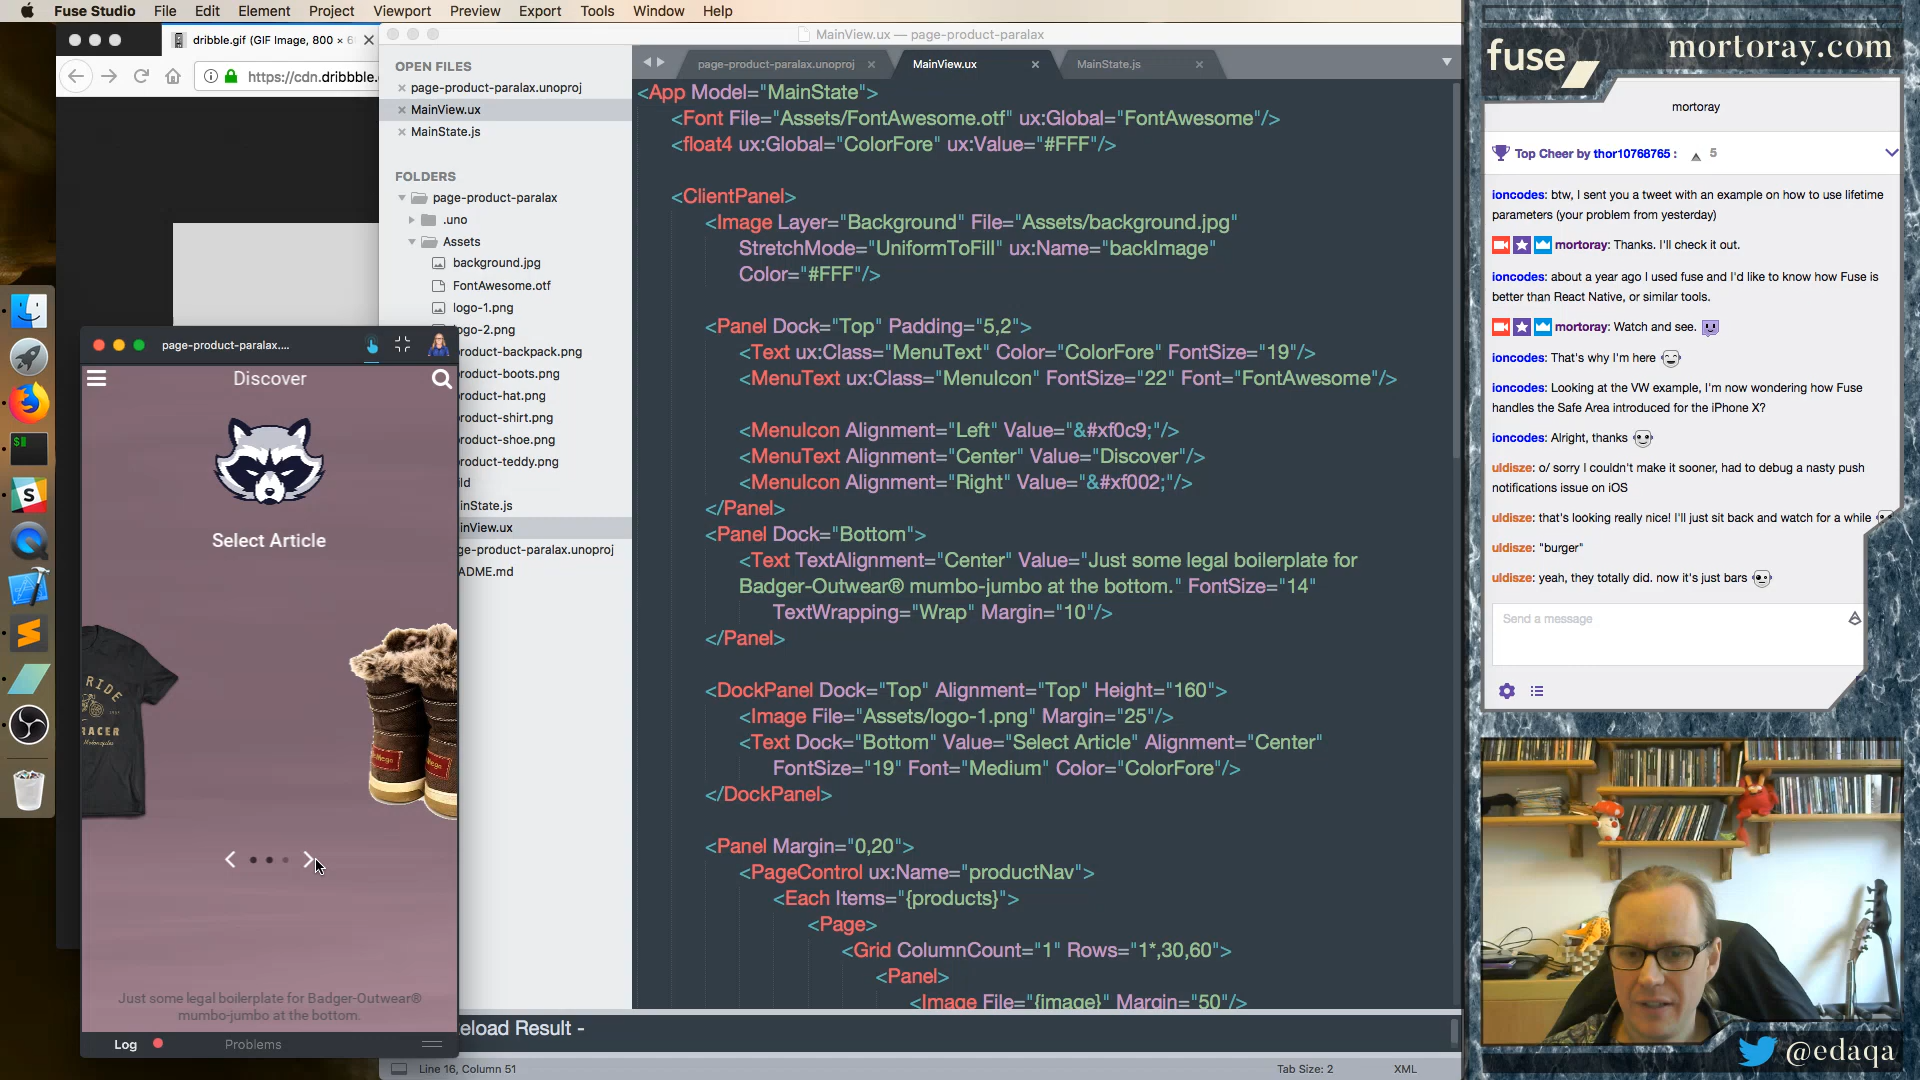 Fuse Studio File Edit Element Project Viewport Preview Export Tools Window Help
dribble.gif (GIF Image, 800 × 6
https://cdn.dribbble.
MainView.ux — page-product-paralax
OPEN FILES
page-product-paralax.unoproj
MainView.ux
MainState.js
FOLDERS
page-product-paralax
.uno
Assets
background.jpg
FontAwesome.otf
logo-1.png
ogo-2.png
roduct-backpack.png
roduct-boots.png
roduct-hat.png
roduct-shirt.png
roduct-shoe.png
roduct-teddy.png
ild
inState.js
inView.ux
ge-product-paralax.unoproj
ADME.md
page-product-paralax....
Discover
Select Article
RIDE
RACER
Just some legal boilerplate for Badger-Outwear®
mumbo-jumbo at the bottom.
Log Problems
page-product-paralax.unoproj MainView.ux MainState.js
<App Model="MainState">
<Font File="Assets/FontAwesome.otf" ux:Global="FontAwesome"/>
<float4 ux:Global="ColorFore" ux:Value="#FFF"/>
<ClientPanel>
<Image Layer="Background" File="Assets/background.jpg"
StretchMode="UniformToFill" ux:Name="backImage"
Color="#FFF"/>
<Panel Dock="Top" Padding="5,2">
<Text ux:Class="MenuText" Color="ColorFore" FontSize="19"/>
<MenuText ux:Class="MenuIcon" FontSize="22" Font="FontAwesome"/>
<MenuIcon Alignment="Left" Value="&#xf0c9;"/>
<MenuText Alignment="Center" Value="Discover"/>
<MenuIcon Alignment="Right" Value="&#xf002;"/>
</Panel>
<Panel Dock="Bottom">
<Text TextAlignment="Center" Value="Just some legal boilerplate for
Badger-Outwear® mumbo-jumbo at the bottom." FontSize="14"
TextWrapping="Wrap" Margin="10"/>
</Panel>
<DockPanel Dock="Top" Alignment="Top" Height="160">
<Image File="Assets/logo-1.png" Margin="25"/>
<Text Dock="Bottom" Value="Select Article" Alignment="Center"
FontSize="19" Font="Medium" Color="ColorFore"/>
</DockPanel>
<Panel Margin="0,20">
<PageControl ux:Name="productNav">
<Each Items="{products}">
<Page>
<Grid ColumnCount="1" Rows="1*,30,60">
<Panel>
<Image File="{image}" Margin="50"/>
eload Result -
Line 16, Column 51 Tab Size: 2 XML
fuse
mortoray.com
mortoray
Top Cheer by thor10768765 : 5
ioncodes: btw, I sent you a tweet with an example on how to use lifetime
parameters (your problem from yesterday)
mortoray: Thanks. I'll check it out.
ioncodes: about a year ago I used fuse and I'd like to know how Fuse is
better than React Native, or similar tools.
mortoray: Watch and see.
ioncodes: That's why I'm here
ioncodes: Looking at the VW example, I'm now wondering how Fuse
handles the Safe Area introduced for the iPhone X?
ioncodes: Alright, thanks
uldisze: o/ sorry I couldn't make it sooner, had to debug a nasty push
notifications issue on iOS
uldisze: that's looking really nice! I'll just sit back and watch for a while
uldisze: "burger"
uldisze: yeah, they totally did. now it's just bars
Send a message
@edaqa